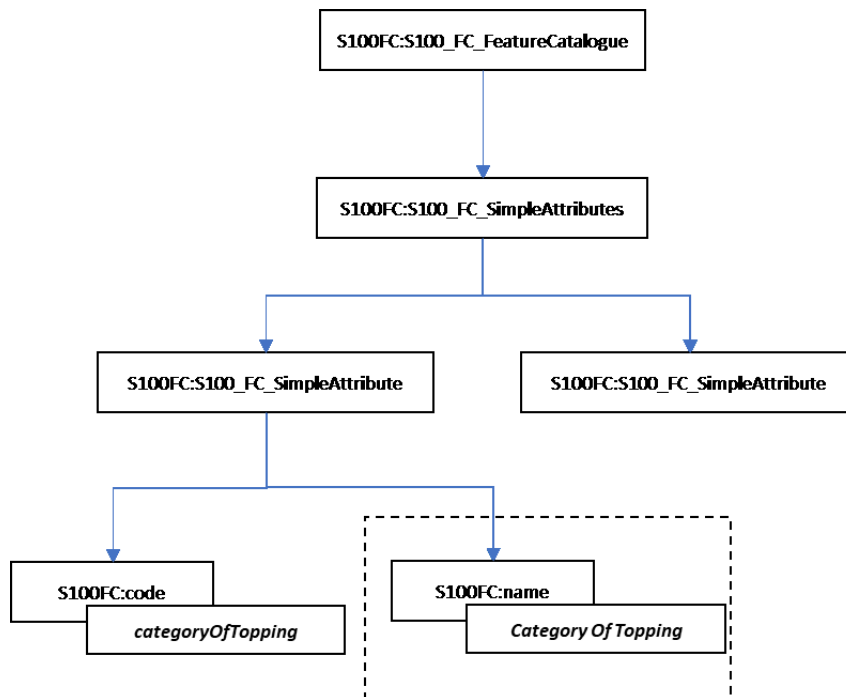 S100FC:S100_FC_FeatureCatalogue
S100FC:S100_FC_SimpleAttributes
S100FC:S100_FC_SimpleAttribute
S100FC:S100_FC_SimpleAttribute
S100FC:code
categoryOfTopping
S100FC:name
Category Of Topping